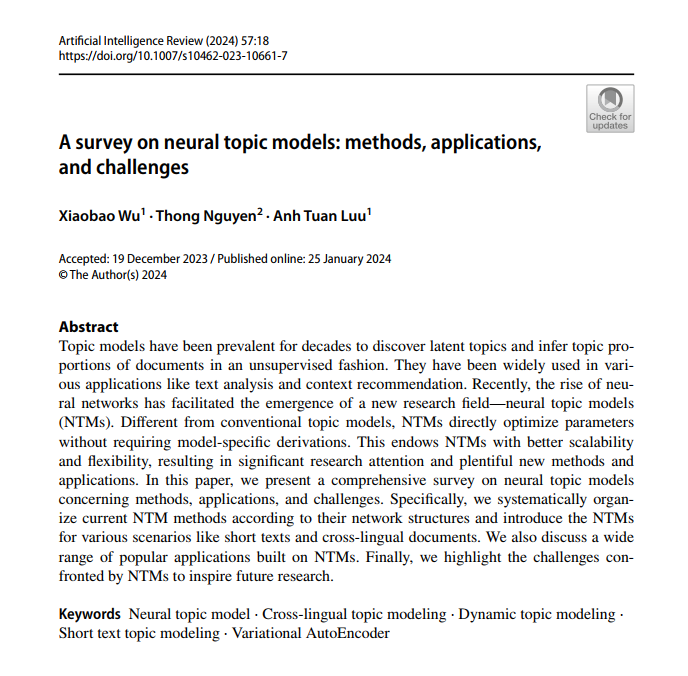 Artificial Intelligence Review (2024) 57:18
https://doi.org/10.1007/s10462-023-10661-7
Check for
updates
A survey on neural topic models: methods, applications,
and challenges
Xiaobao Wu1 · Thong Nguyen2 · Anh Tuan Luu1
Accepted: 19 December 2023 / Published online: 25 January 2024
© The Author(s) 2024
Abstract
Topic models have been prevalent for decades to discover latent topics and infer topic pro-
portions of documents in an unsupervised fashion. They have been widely used in vari-
ous applications like text analysis and context recommendation. Recently, the rise of neu-
ral networks has facilitated the emergence of a new research field—neural topic models
(NTMs). Different from conventional topic models, NTMs directly optimize parameters
without requiring model-specific derivations. This endows NTMs with better scalability
and flexibility, resulting in significant research attention and plentiful new methods and
applications. In this paper, we present a comprehensive survey on neural topic models
concerning methods, applications, and challenges. Specifically, we systematically organ-
ize current NTM methods according to their network structures and introduce the NTMs
for various scenarios like short texts and cross-lingual documents. We also discuss a wide
range of popular applications built on NTMs. Finally, we highlight the challenges con-
fronted by NTMs to inspire future research.
Keywords Neural topic model · Cross-lingual topic modeling · Dynamic topic modeling ·
Short text topic modeling · Variational AutoEncoder